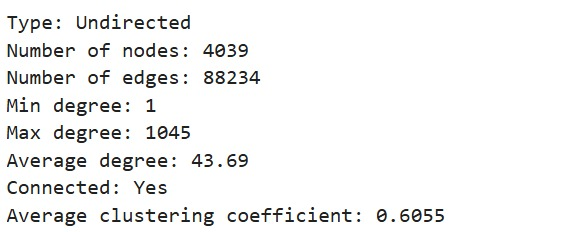 Type: Undirected
Number of nodes: 4039
Number of edges: 88234
Min degree: 1
Max degree: 1045
Average degree: 43.69
Connected: Yes
Average clustering coefficient: 0.6055